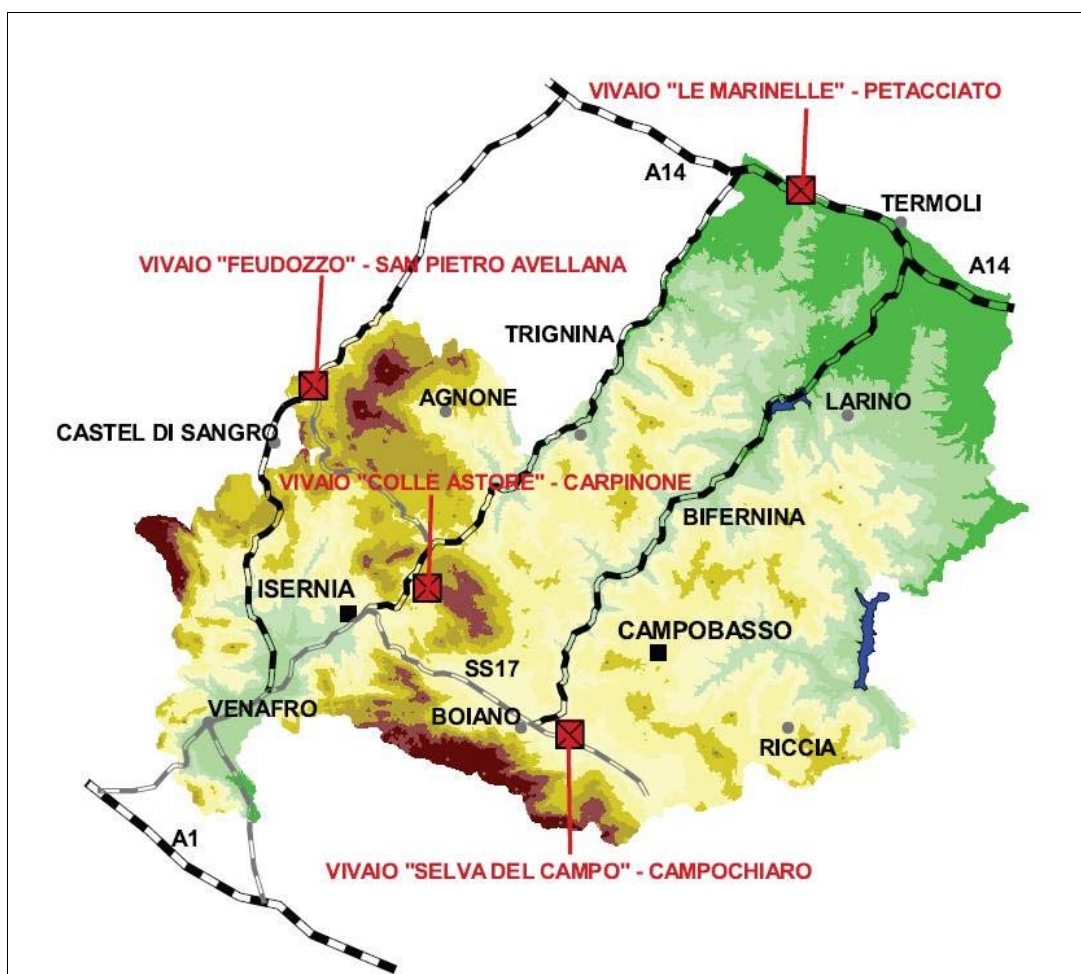 VIVAIO "LE MARINELLE" - PETACCIATO
A14
TERMOLI
VIVAIO "FEUDOZZO" - SAN PIETRO AVELLANA
A14
TRIGNINA
AGNONE
LARINO
CASTEL DI SANGRO
VIVAIO "COLLE ASTORE" - CARPINONE
BIFERNINA
ISERNIA
CAMPOBASSO
SS17
VENAFRO
BOIANO
RICCIA
A1
VIVAIO "SELVA DEL CAMPO" - CAMPOCHIARO